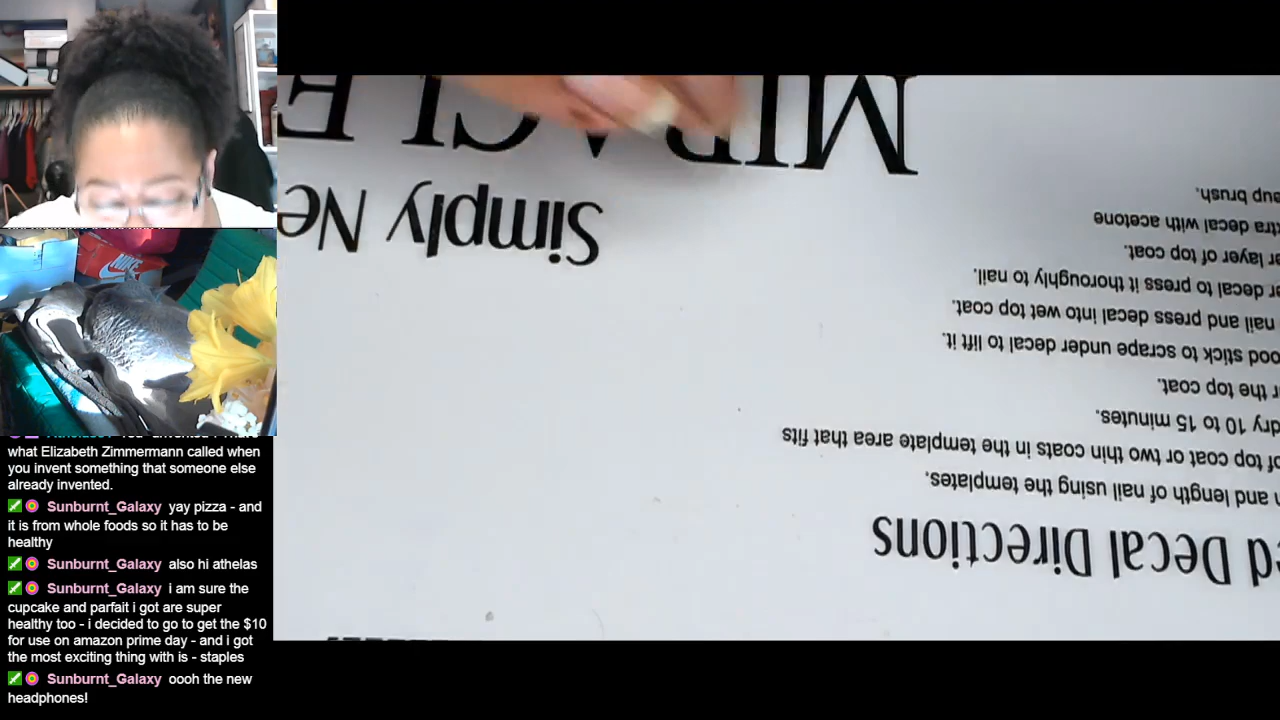 what Elizabeth Zimmermann called when
you invent something that someone else
already invented.
Sunburnt_Galaxy yay pizza - and
it is from whole foods so it has to be
healthy
Sunburnt_Galaxy also hi athelas
Sunburnt_Galaxy i am sure the
cupcake and parfait i got are super
healthy too - i decided to go to get the $10
for use on amazon prime day - and i got
the most exciting thing with is - staples
Sunburnt_Galaxy oooh the new
headphones!
Decal Directions
and length of nail using the templates.
of top coat or two thin coats in the template area that fits
dry 10 to 15 minutes.
the top coat.
stick to scrape under decal to lift it.
nail and press decal into wet top coat.
decal to press it thoroughly to nail.
layer of top coat.
decal with acetone
brush.
Simply
MIRACLE